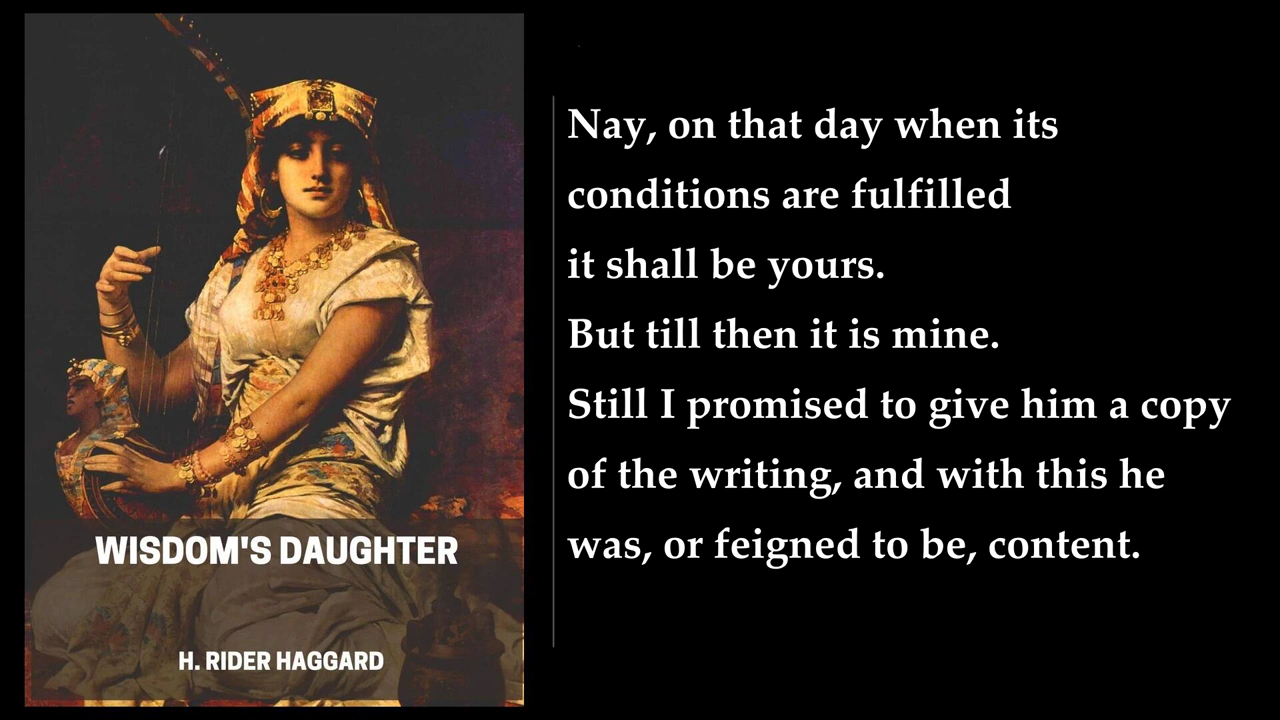 WISDOM'S DAUGHTER
H. RIDER HAGGARD
Nay, on that day when its
conditions are fulfilled
it shall be yours.
But till then it is mine.
Still I promised to give him a copy
of the writing, and with this he
was, or feigned to be, content.